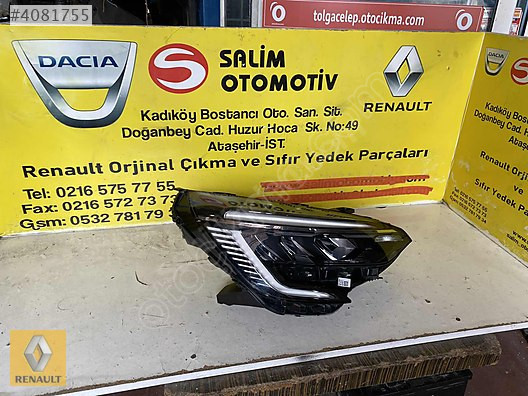 #4081755
tolgacelep.otocikma.com
DACIA
S
SALİM
OTOMOTİV
RENAULT
Kadıköy Bostancı Oto. San. Sit.
Doğanbey Cad. Huzur Hoca Sk. No:49
Ataşehir-İST.
Renault Orjinal Çıkma ve Sıfır Yedek Parçaları
Tel: 0216 575 77 55
Fax: 0216 572 73 73
Gsm: 0532 781 79
RENAULT